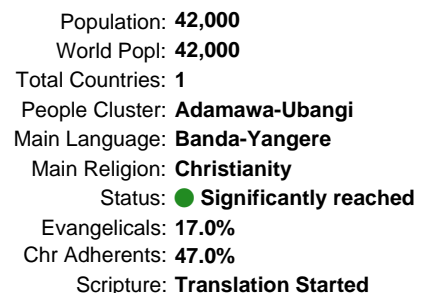 Population: 42,000
World Popl: 42,000
Total Countries: 1
People Cluster: Adamawa-Ubangi
Main Language: Banda-Yangere
Main Religion: Christianity
Status: Significantly reached
Evangelicals: 17.0%
Chr Adherents: 47.0%
Scripture: Translation Started